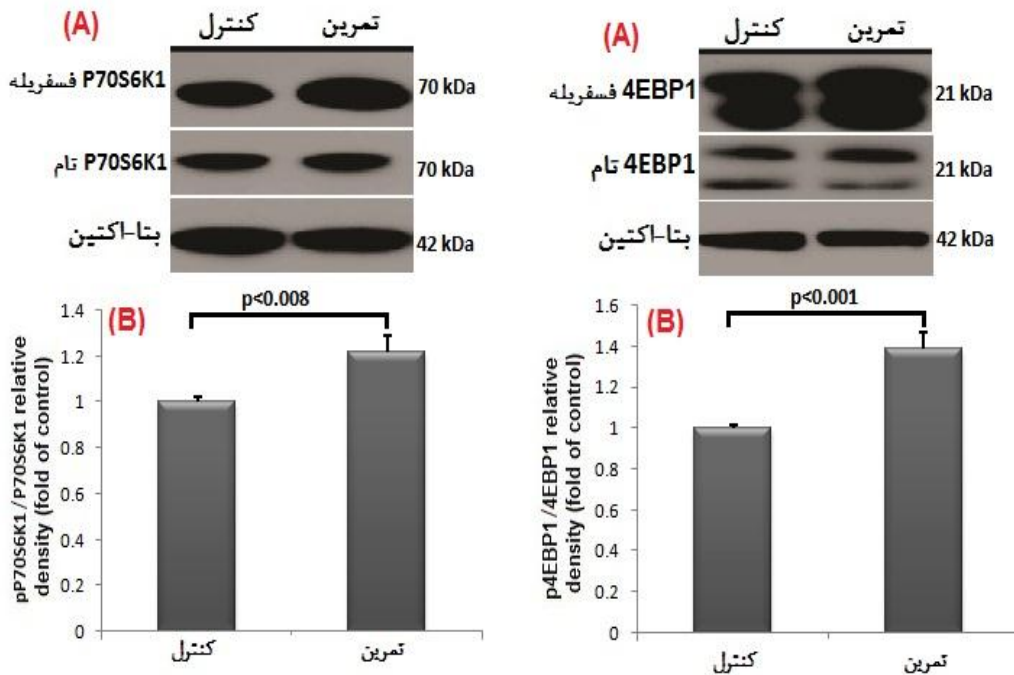 (A)
کنترل تمرین
P70S6K1 فسفریله
70 kDa
P70S6K1 تام
70 kDa
بتا-اکتین
42 kDa
(B)
p<0.008
pP70S6K1/P70S6K1 relative
density (fold of control)
1.4
1.2
1
0.8
0.6
0.4
0.2
0
کنترل تمرین
(A)
کنترل تمرین
4EBP1 فسفریله
21 kDa
4EBP1 تام
21 kDa
بتا-اکتین
42 kDa
(B)
p<0.001
p4EBP1/4EBP1 relative
density (fold of control)
1.6
1.4
1.2
1
0.8
0.6
0.4
0.2
0
کنترل تمرین